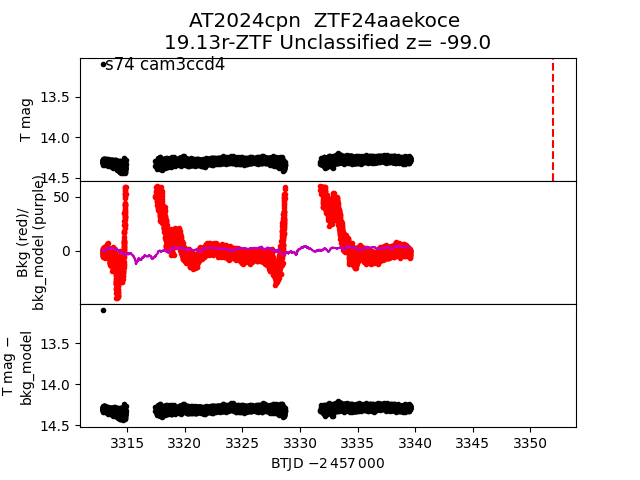 AT2024cpn  ZTF24aaekoce
19.13r-ZTF Unclassified z= -99.0
s74 cam3ccd4
T mag
13.5
14.0
14.5
Bkg (red)/
bkg_model (purple)
50
0
T mag −
bkg_model
13.5
14.0
14.5
3315 3320 3325 3330 3335 3340 3345 3350
BTJD −2 457 000